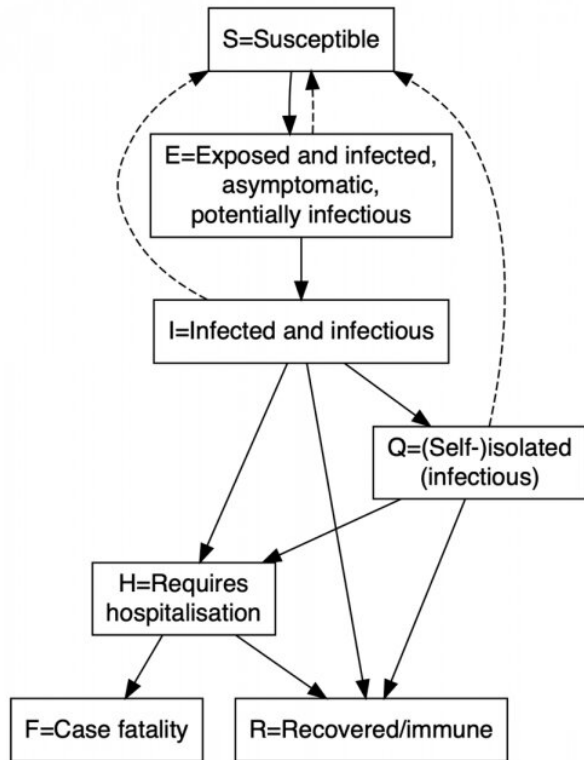 S=Susceptible
E=Exposed and infected,
asymptomatic,
potentially infectious
I=Infected and infectious
Q=(Self-)isolated
(infectious)
H=Requires
hospitalisation
F=Case fatality
R=Recovered/immune